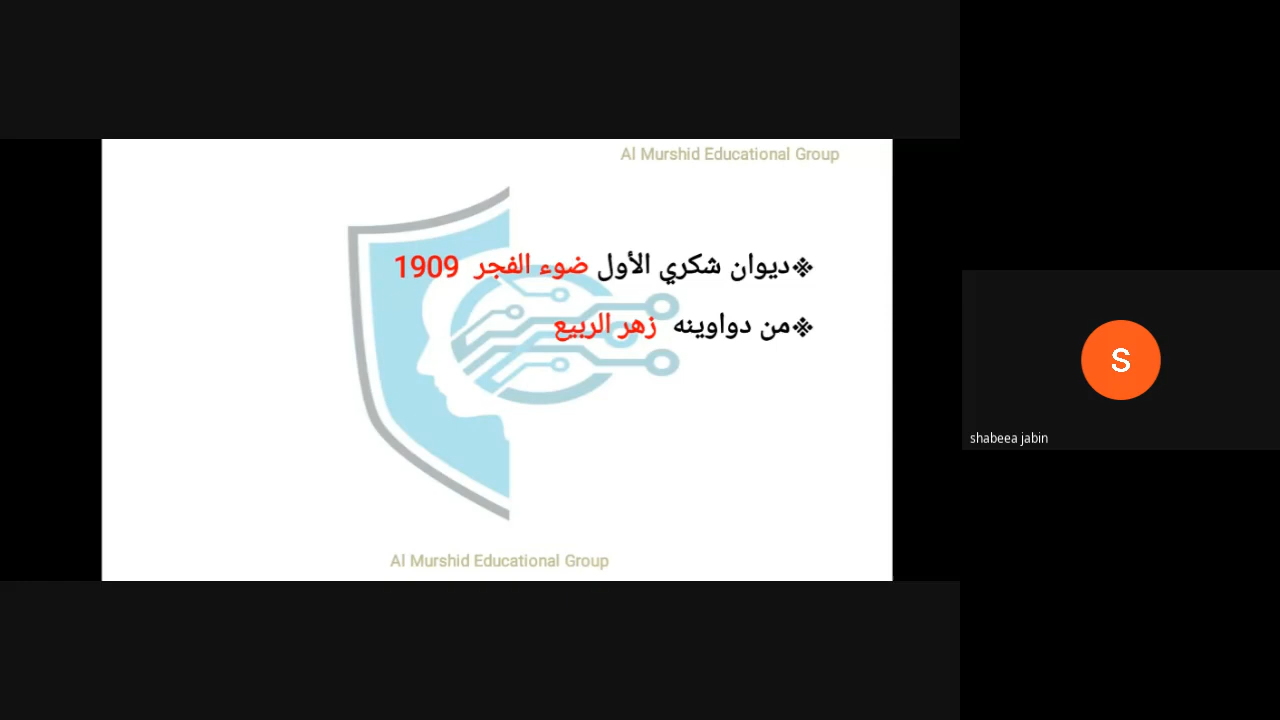 Al Murshid Educational Group
❖ديوان شكري الأول ضوء الفجر 1909
❖من دواوينه زهر الربيع
Al Murshid Educational Group
S
shabeea jabin